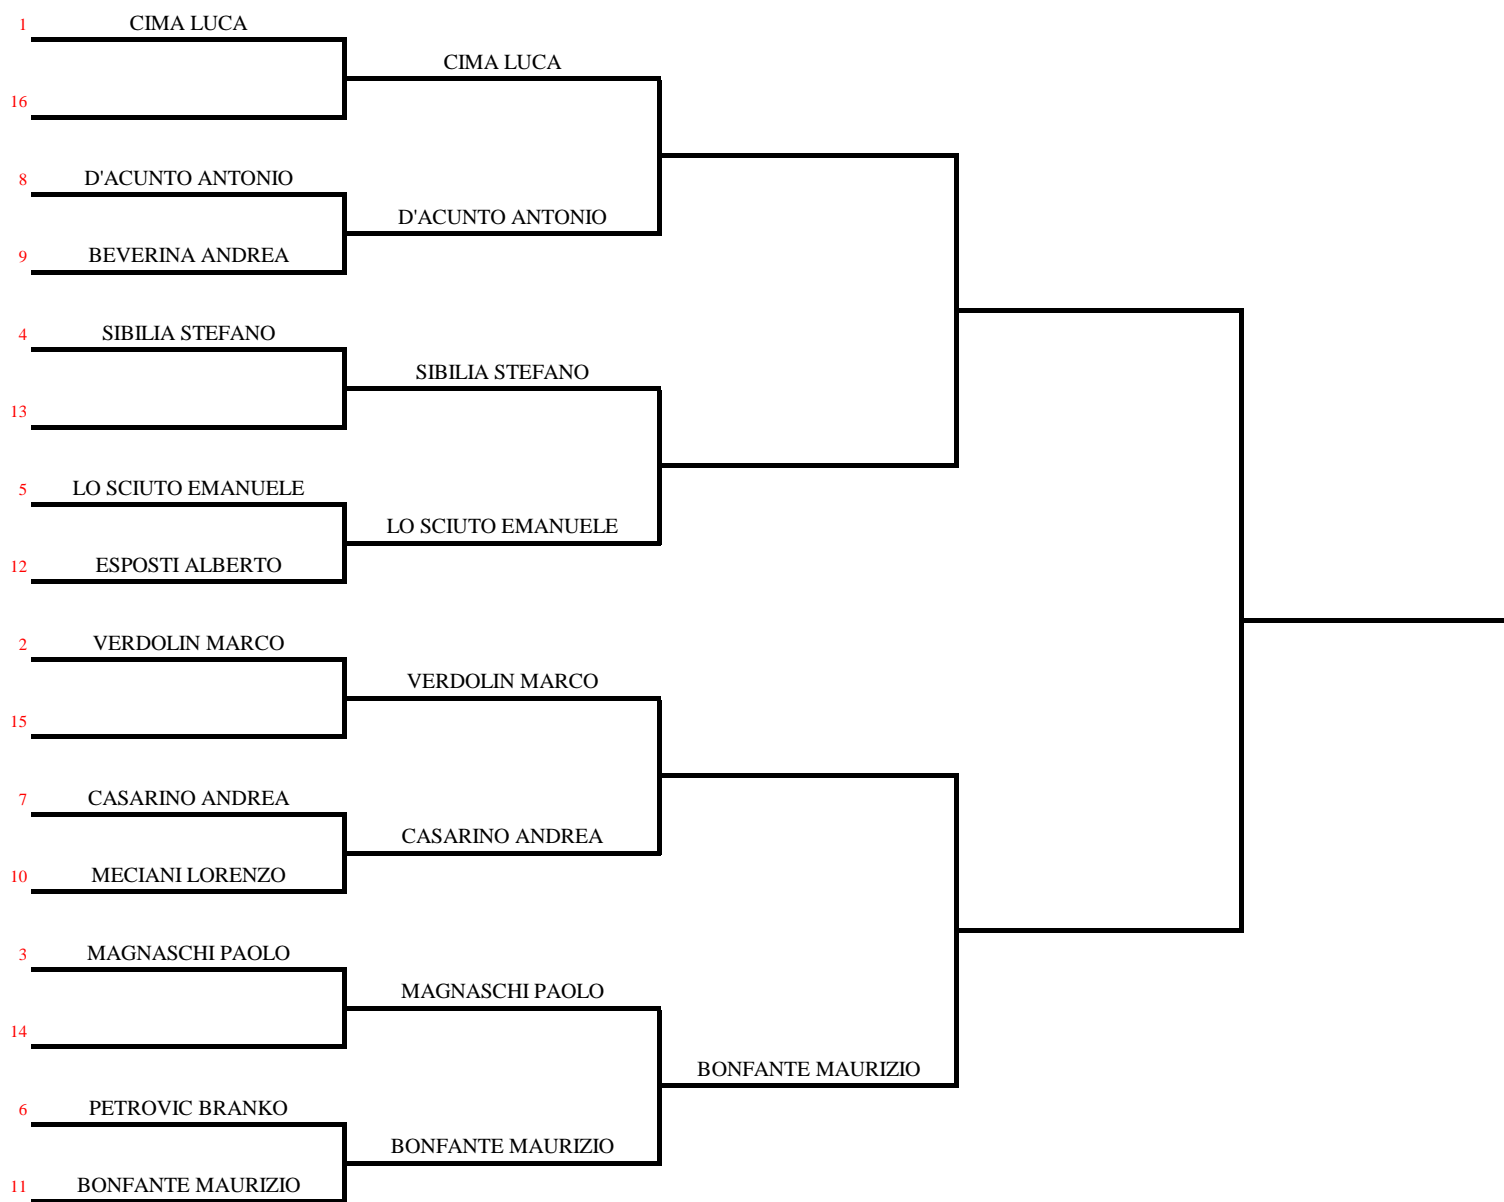 1 CIMA LUCA
CIMA LUCA
16
8 D'ACUNTO ANTONIO
D'ACUNTO ANTONIO
9 BEVERINA ANDREA
4 SIBILIA STEFANO
SIBILIA STEFANO
13
5 LO SCIUTO EMANUELE
LO SCIUTO EMANUELE
12 ESPOSTI ALBERTO
2 VERDOLIN MARCO
VERDOLIN MARCO
15
7 CASARINO ANDREA
CASARINO ANDREA
10 MECIANI LORENZO
3 MAGNASCHI PAOLO
MAGNASCHI PAOLO
14
BONFANTE MAURIZIO
6 PETROVIC BRANKO
BONFANTE MAURIZIO
11 BONFANTE MAURIZIO